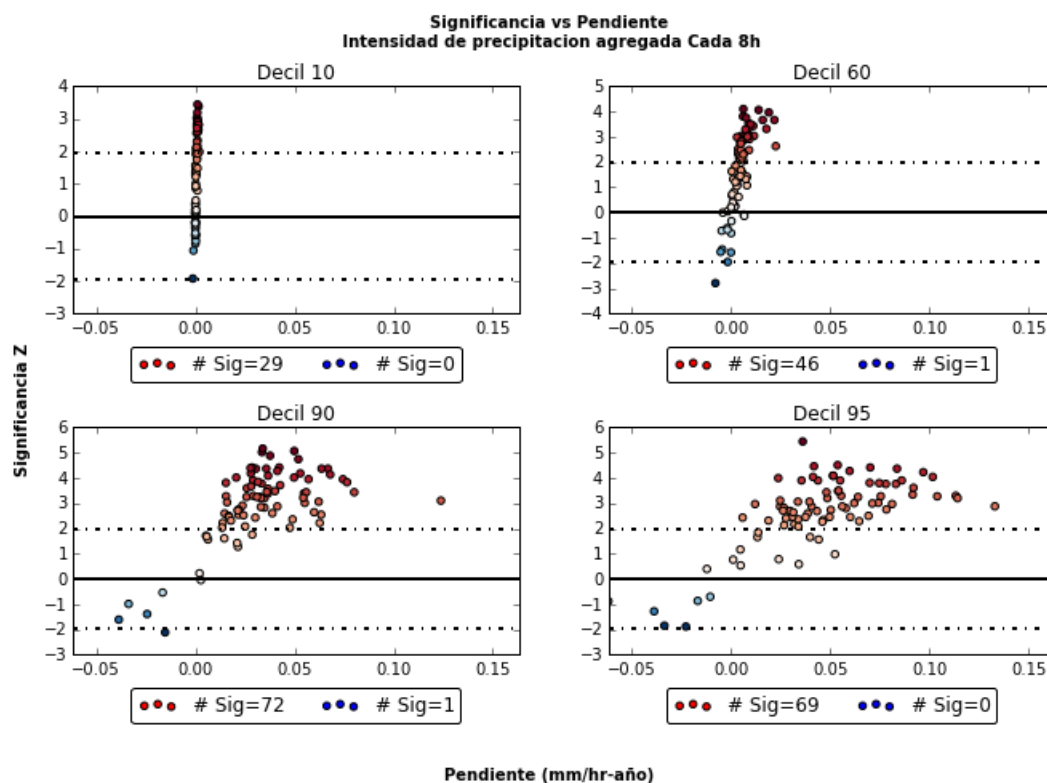 Significancia vs Pendiente
Intensidad de precipitacion agregada Cada 8h
Decil 10
4
3
2
1
0
−1
−2
−3
−0.05 0.00 0.05 0.10 0.15
# Sig=29 # Sig=0
Decil 60
5
4
3
2
1
0
−1
−2
−3
−4
−0.05 0.00 0.05 0.10 0.15
# Sig=46 # Sig=1
Significancia Z
Decil 90
6
5
4
3
2
1
0
−1
−2
−3
−0.05 0.00 0.05 0.10 0.15
# Sig=72 # Sig=1
Decil 95
6
5
4
3
2
1
0
−1
−2
−3
−0.05 0.00 0.05 0.10 0.15
# Sig=69 # Sig=0
Pendiente (mm/hr-año)